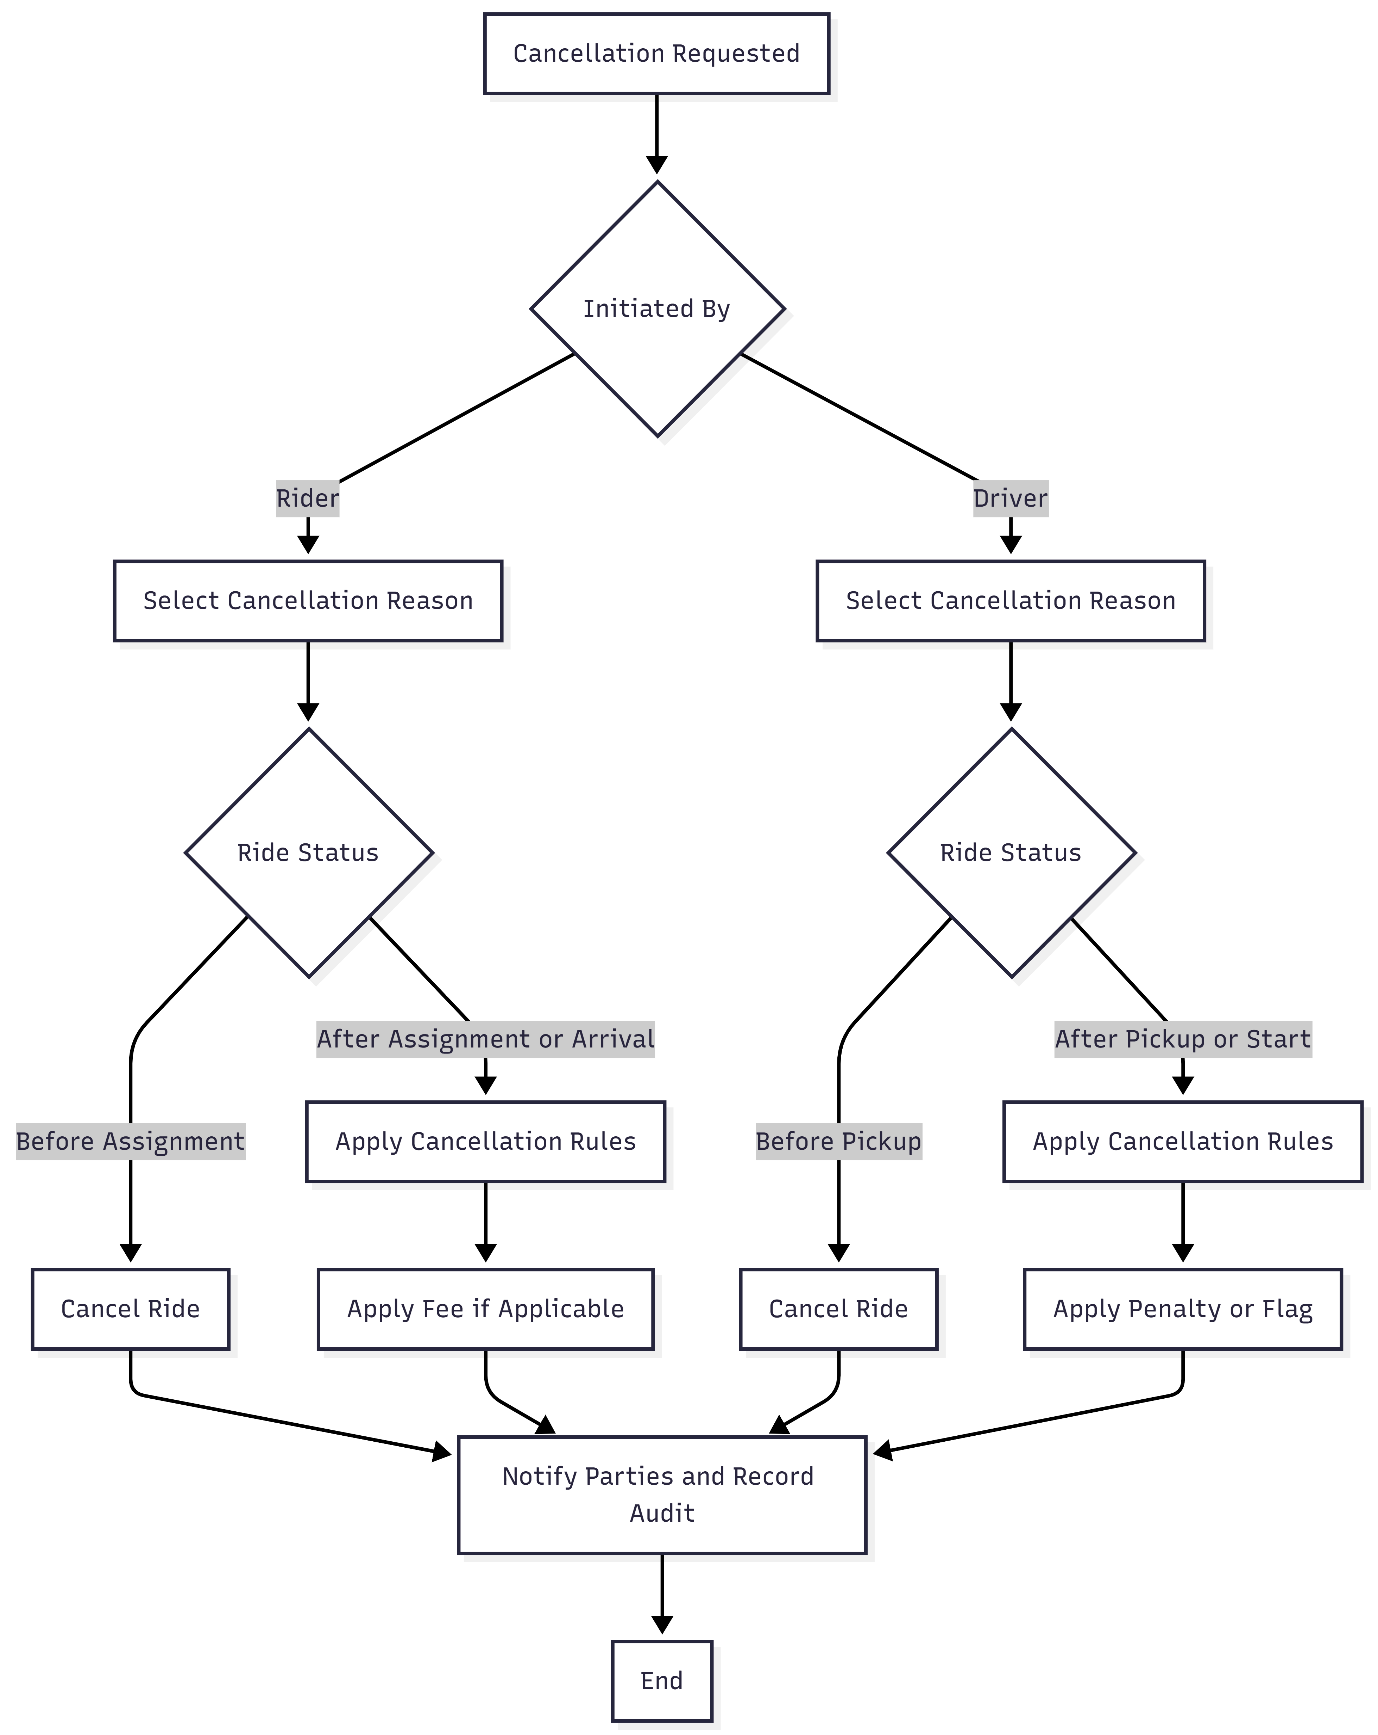 Cancellation Requested
Initiated By
Rider
Driver
Select Cancellation Reason
Select Cancellation Reason
Ride Status
Ride Status
After Assignment or Arrival
After Pickup or Start
Before Assignment
Apply Cancellation Rules
Before Pickup
Apply Cancellation Rules
Cancel Ride
Apply Fee if Applicable
Cancel Ride
Apply Penalty or Flag
Notify Parties and Record
Audit
End